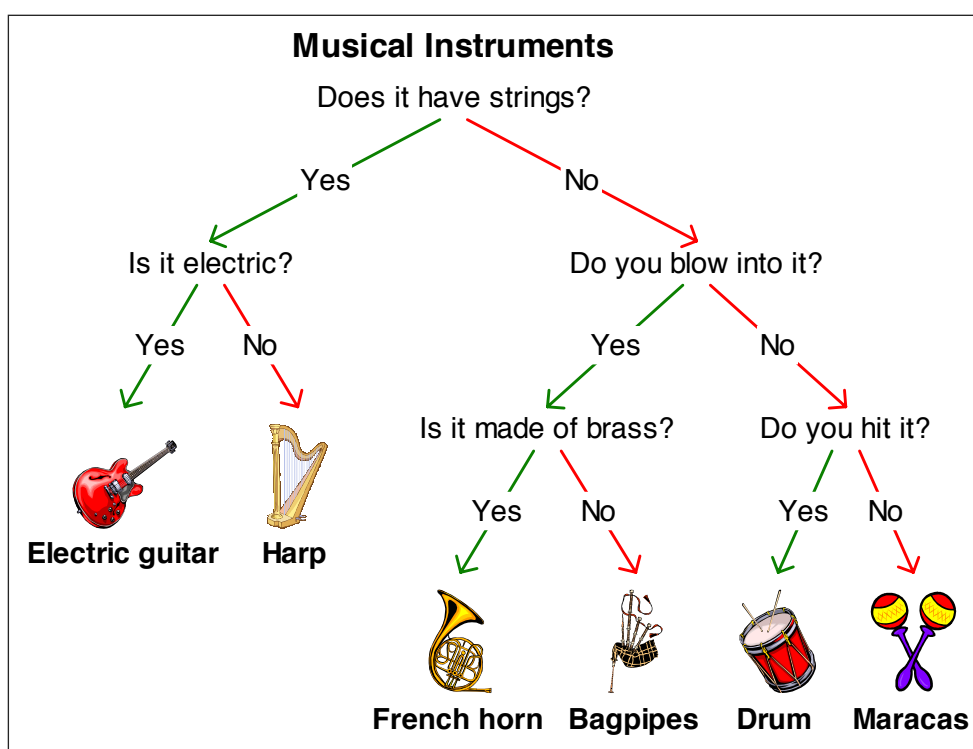 Musical Instruments
Does it have strings?
Yes
No
Is it electric?
Do you blow into it?
Yes
No
Yes
No
Is it made of brass?
Do you hit it?
Electric guitar
Harp
Yes
No
Yes
No
French horn
Bagpipes
Drum
Maracas